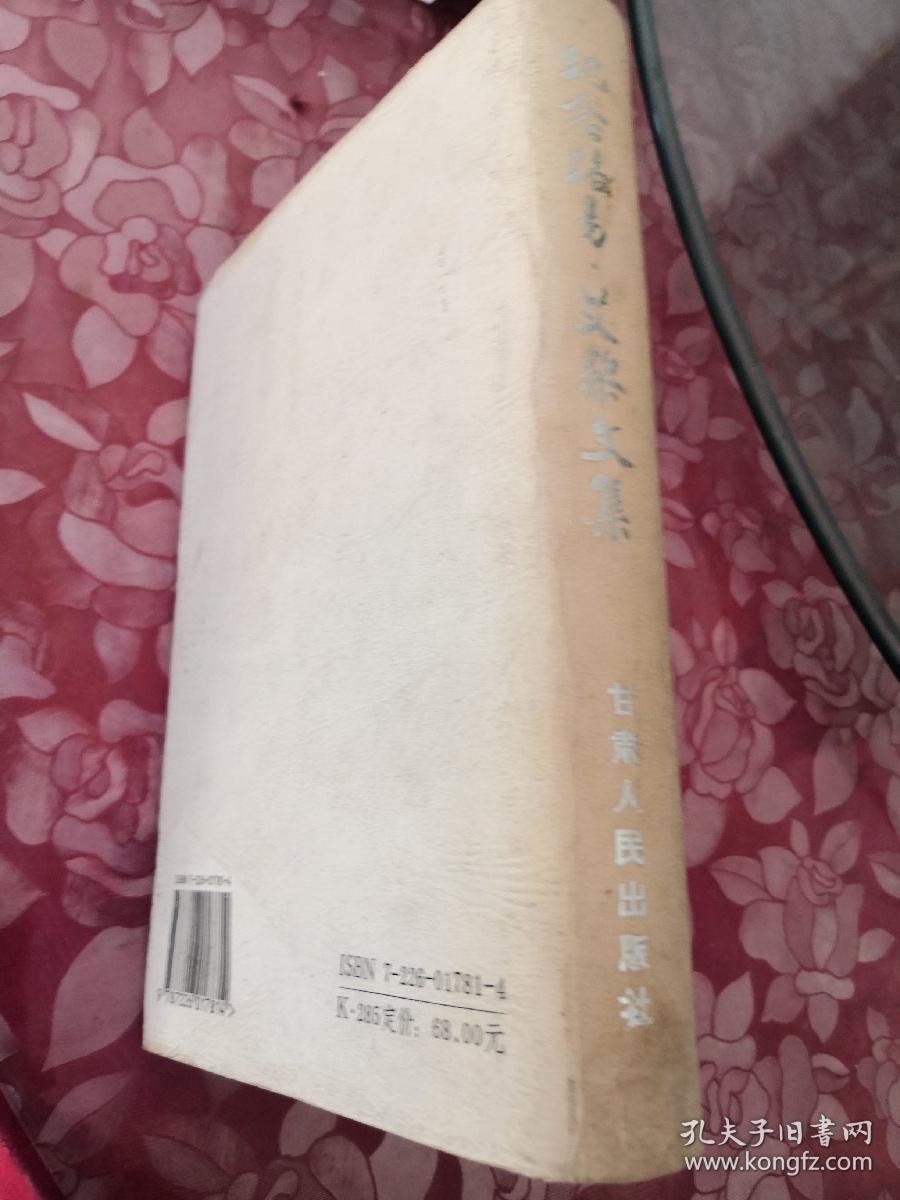 纪念路易·艾黎文集
甘肃人民出版社
ISBN 7-226-01781-4
K·285定价：68.00元
孔夫子旧書网
www.kongfz.com